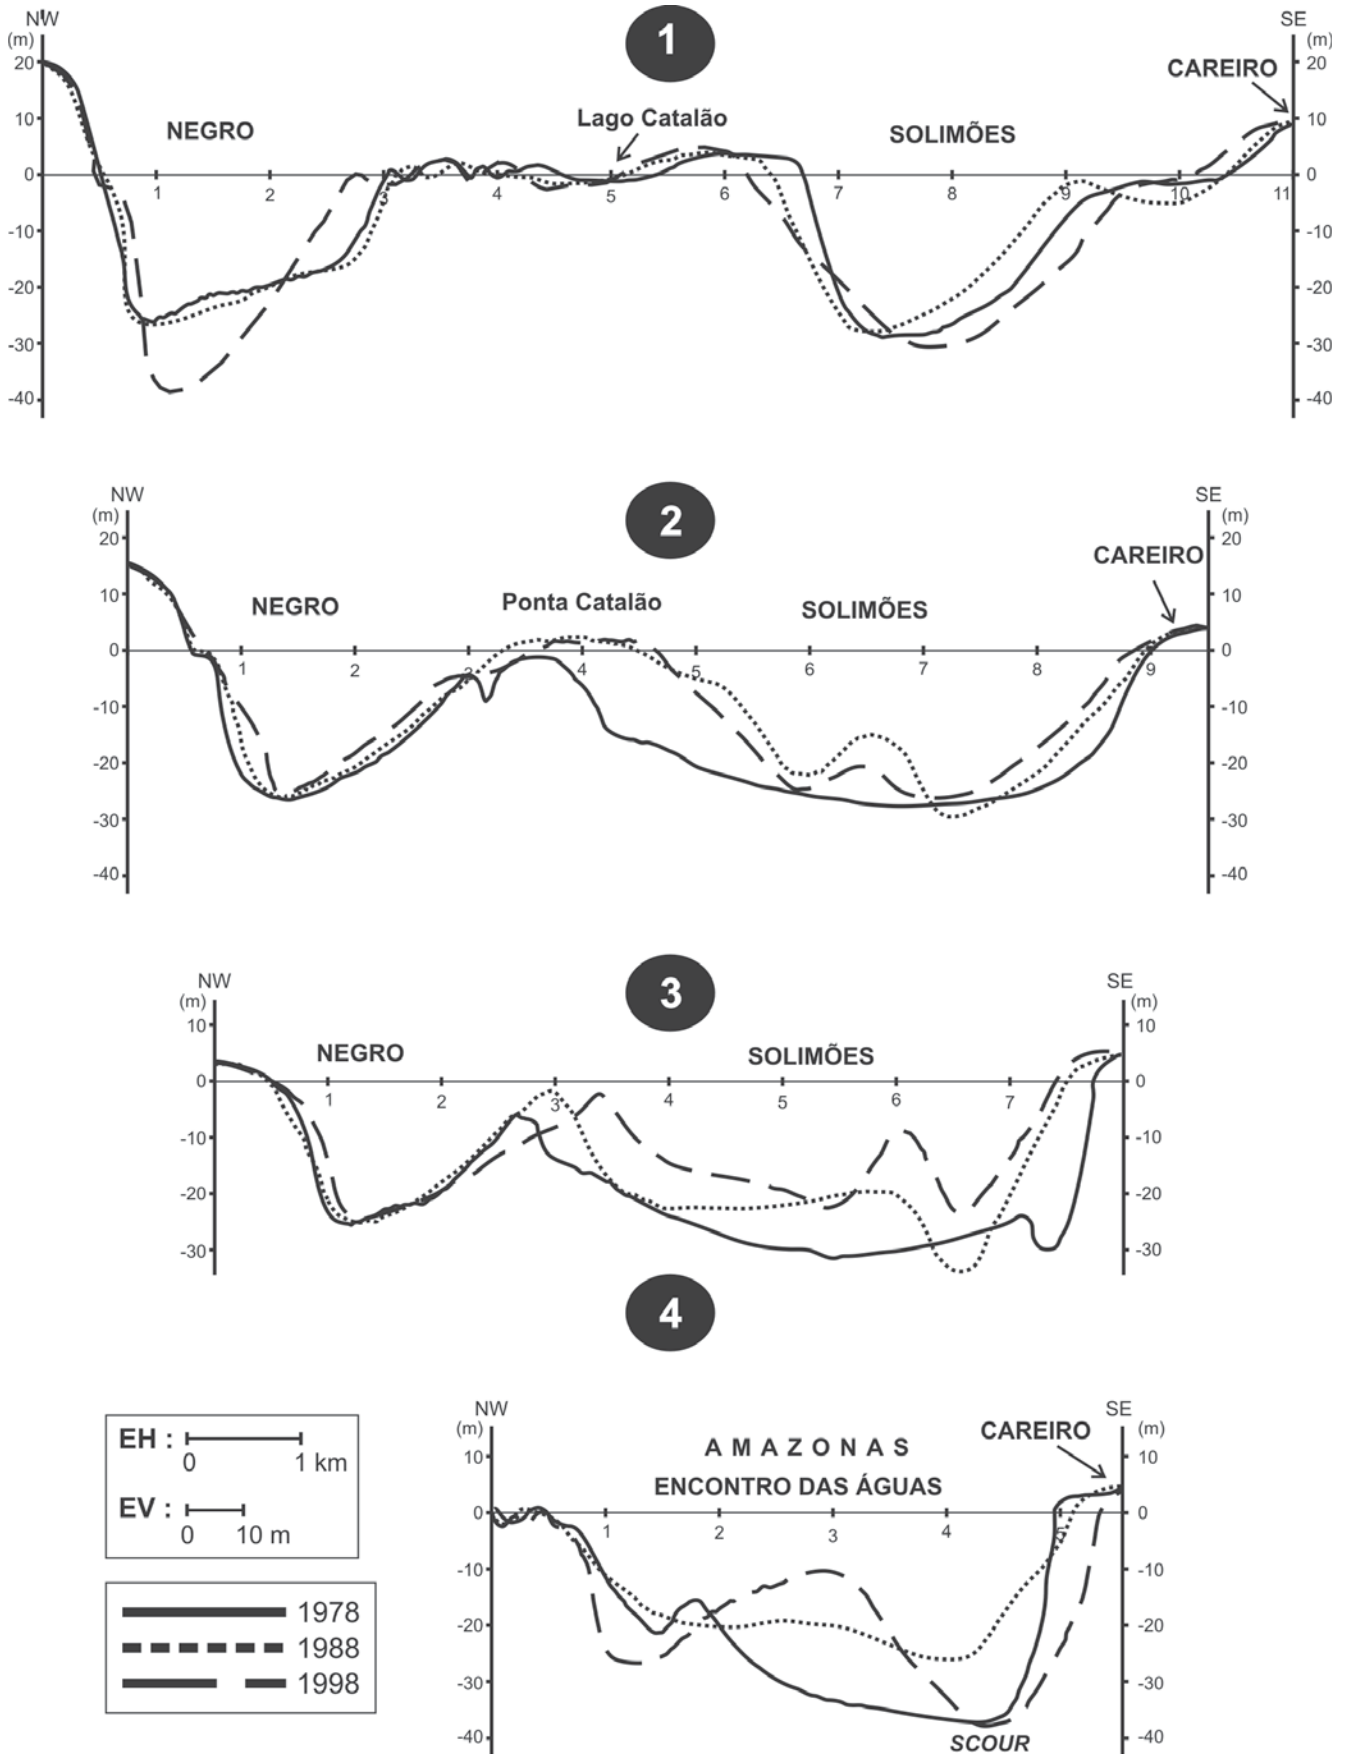 1
NW
SE
(m)
(m)
20
20
CAREIRO
NEGRO
Lago Catalão
SOLIMÕES
10
10
0
0
1
2
3
4
5
6
7
8
9
10
11
-10
-10
-20
-20
-30
-30
-40
-40
2
NW
SE
(m)
(m)
20
20
CAREIRO
NEGRO
Ponta Catalão
SOLIMÕES
10
10
0
0
1
2
3
4
5
6
7
8
9
-10
-10
-20
-20
-30
-30
-40
-40
3
NW
SE
(m)
(m)
10
10
NEGRO
SOLIMÕES
0
0
1
2
3
4
5
6
7
-10
-10
-20
-20
-30
-30
4
NW
SE
(m)
(m)
AMAZONAS
CAREIRO
10
10
ENCONTRO DAS ÁGUAS
0
0
1
2
3
4
5
-10
-10
-20
-20
-30
-30
-40
-40
SCOUR
EH :
0 1 km
EV :
0 10 m
1978
1988
1998